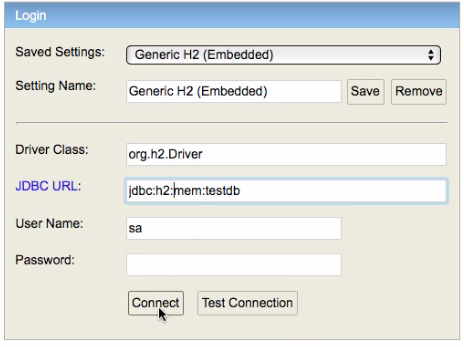 Login
Saved Settings: Generic H2 (Embedded)
Setting Name: Generic H2 (Embedded) Save Remove
Driver Class: org.h2.Driver
JDBC URL: jdbc:h2:mem:testdb
User Name: sa
Password:
Connect Test Connection